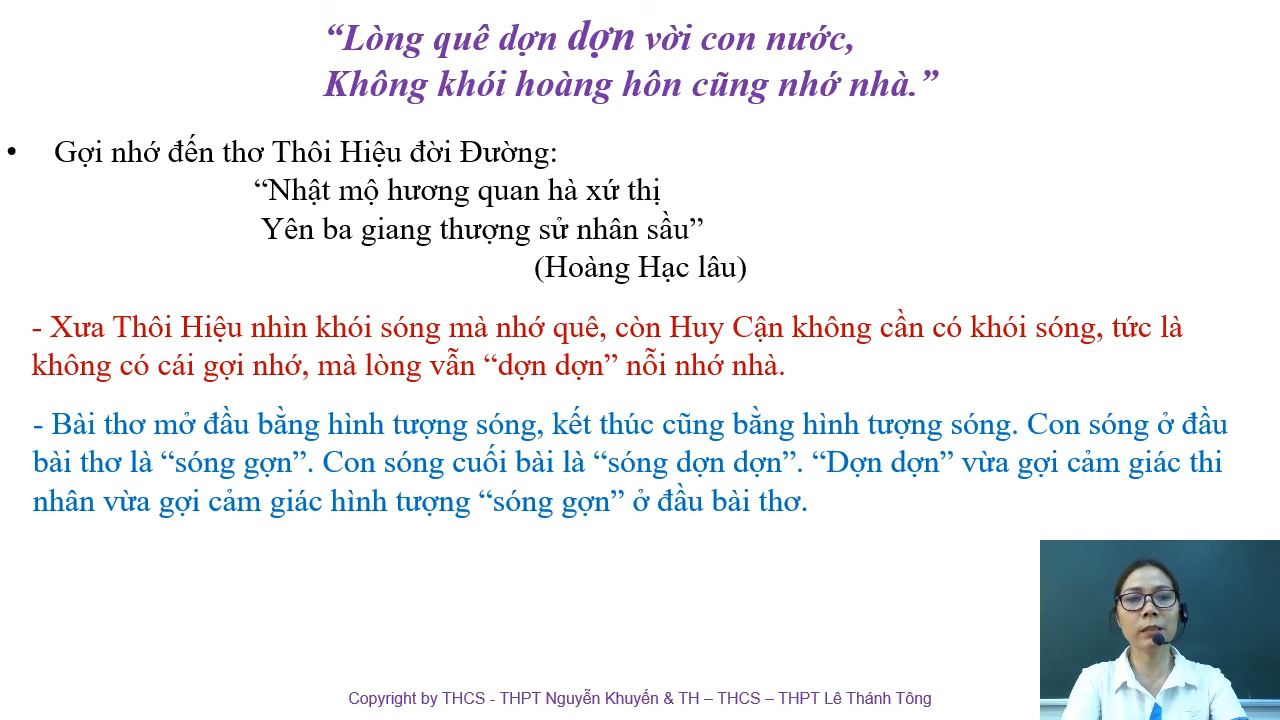 “Lòng quê dợn dợn vời con nước,
Không khói hoàng hôn cũng nhớ nhà.”
• Gợi nhớ đến thơ Thôi Hiệu đời Đường:
“Nhật mộ hương quan hà xứ thị
Yên ba giang thượng sử nhân sầu”
(Hoàng Hạc lâu)
- Xưa Thôi Hiệu nhìn khói sóng mà nhớ quê, còn Huy Cận không cần có khói sóng, tức là
không có cái gợi nhớ, mà lòng vẫn “dợn dợn” nỗi nhớ nhà.
- Bài thơ mở đầu bằng hình tượng sóng, kết thúc cũng bằng hình tượng sóng. Con sóng ở đầu
bài thơ là “sóng gợn”. Con sóng cuối bài là “sóng dợn dợn”. “Dợn dợn” vừa gợi cảm giác thi
nhân vừa gợi cảm giác hình tượng “sóng gợn” ở đầu bài thơ.
Copyright by THCS - THPT Nguyễn Khuyến & TH – THCS – THPT Lê Thánh Tông